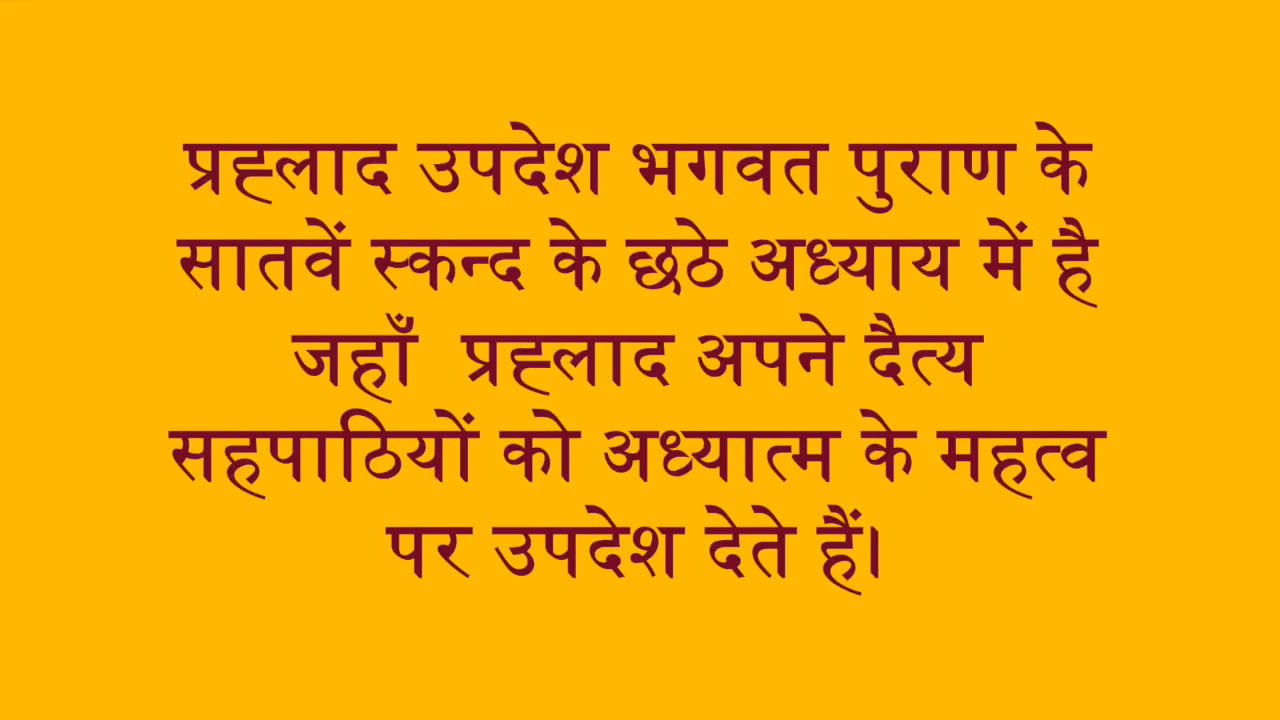 प्रह्लाद उपदेश भगवत पुराण के
सातवें स्कन्द के छठे अध्याय में है
जहाँ प्रह्लाद अपने दैत्य
सहपाठियों को अध्यात्म के महत्व
पर उपदेश देते हैं।